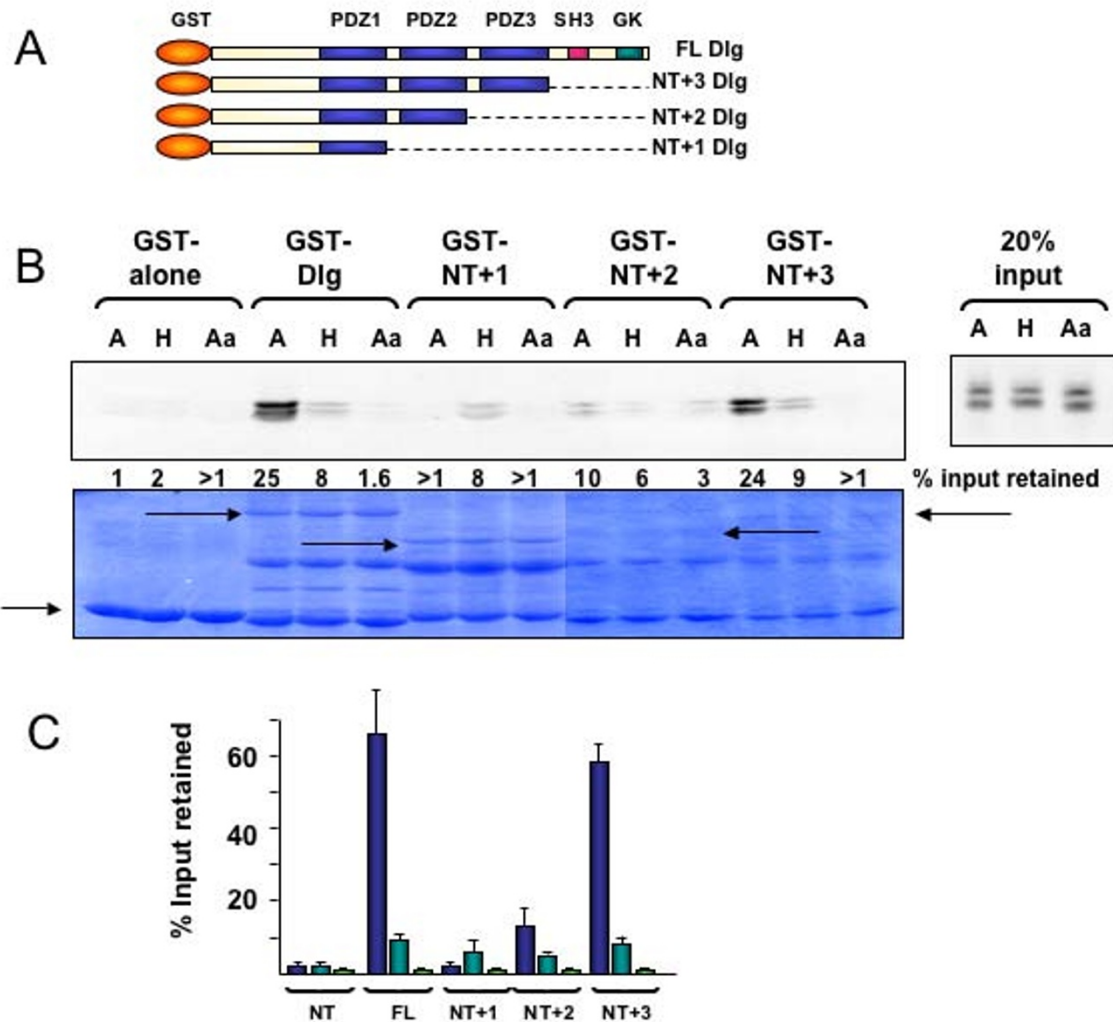 A
GST PDZ1 PDZ2 PDZ3 SH3 GK
FL Dlg
NT+3 Dlg
NT+2 Dlg
NT+1 Dlg
B
GST- GST- GST- GST- GST- 20%
alone Dlg NT+1 NT+2 NT+3 input
A H Aa A H Aa A H Aa A H Aa A H Aa A H Aa
1 2 >1 25 8 1.6 >1 8 >1 10 6 3 24 9 >1 % input retained
C
% Input retained
60
40
20
NT FL NT+1 NT+2 NT+3